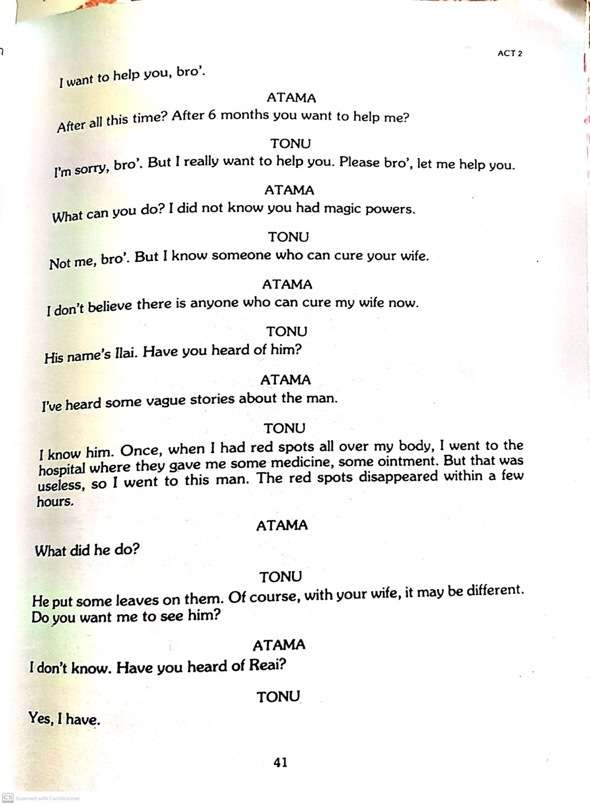 ACT 2
I want to help you, bro'.
ATAMA
After all this time? After 6 months you want to help me?
TONU
I'm sorry, bro'. But I really want to help you. Please bro', let me help you.
ATAMA
What can you do? I did not know you had magic powers.
TONU
Not me, bro'. But I know someone who can cure your wife.
ATAMA
I don't believe there is anyone who can cure my wife now.
TONU
His name's Ilai. Have you heard of him?
ATAMA
I've heard some vague stories about the man.
TONU
I know him. Once, when I had red spots all over my body, I went to the
hospital where they gave me some medicine, some ointment. But that was
useless, so I went to this man. The red spots disappeared within a few
hours.
ATAMA
What did he do?
TONU
He put some leaves on them. Of course, with your wife, it may be different.
Do you want me to see him?
ATAMA
I don't know. Have you heard of Reai?
TONU
Yes, I have.
41
CS Scanned with CamScanner